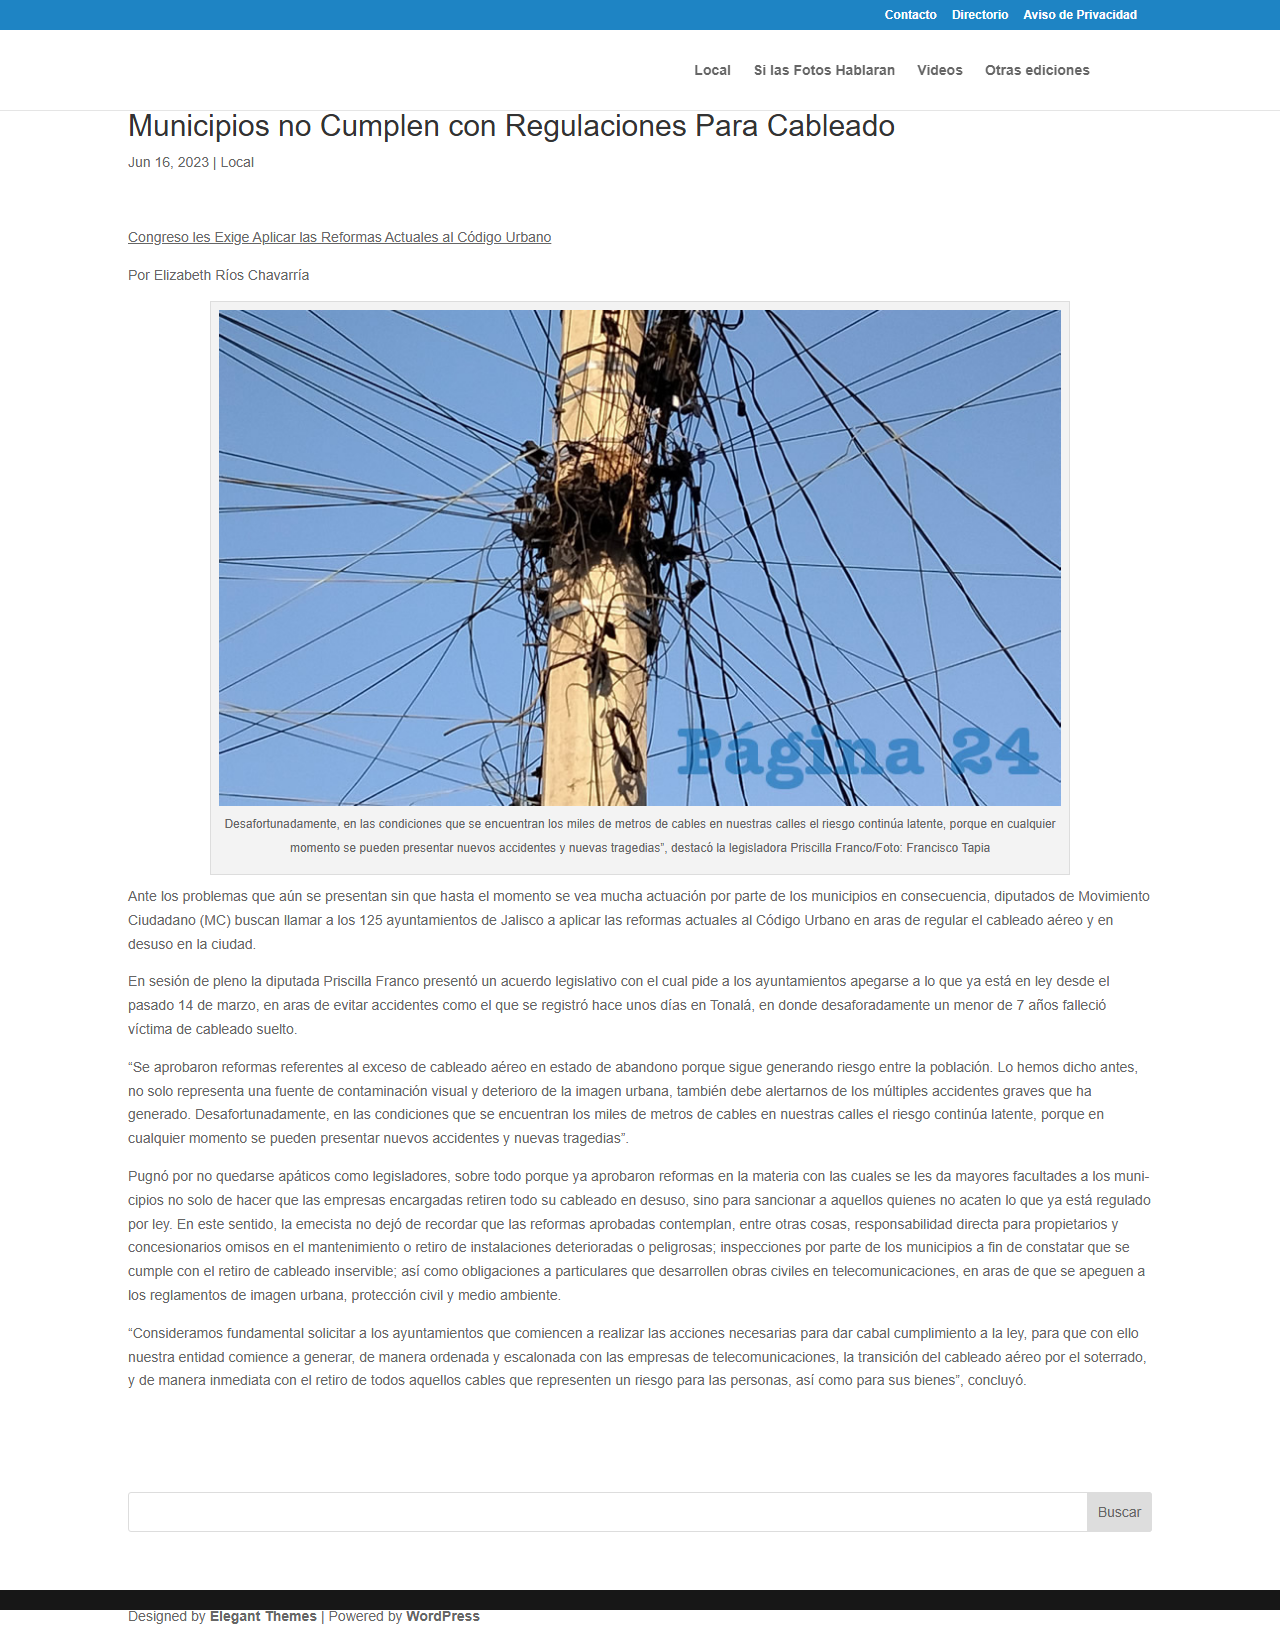 Contacto Directorio Aviso de Privacidad
Local Si las Fotos Hablaran Videos Otras ediciones
Municipios no Cumplen con Regulaciones Para Cableado
Jun 16, 2023 | Local
Congreso les Exige Aplicar las Reformas Actuales al Código Urbano
Por Elizabeth Ríos Chavarría
Página 24
Desafortunadamente, en las condiciones que se encuentran los miles de metros de cables en nuestras calles el riesgo continúa latente, porque en cualquier
momento se pueden presentar nuevos accidentes y nuevas tragedias”, destacó la legisladora Priscilla Franco/Foto: Francisco Tapia
Ante los problemas que aún se presentan sin que hasta el momento se vea mucha actuación por parte de los municipios en consecuencia, diputados de Movimiento
Ciudadano (MC) buscan llamar a los 125 ayuntamientos de Jalisco a aplicar las reformas actuales al Código Urbano en aras de regular el cableado aéreo y en
desuso en la ciudad.
En sesión de pleno la diputada Priscilla Franco presentó un acuerdo legislativo con el cual pide a los ayuntamientos apegarse a lo que ya está en ley desde el
pasado 14 de marzo, en aras de evitar accidentes como el que se registró hace unos días en Tonalá, en donde desaforadamente un menor de 7 años falleció
víctima de cableado suelto.
“Se aprobaron reformas referentes al exceso de cableado aéreo en estado de abandono porque sigue generando riesgo entre la población. Lo hemos dicho antes,
no solo representa una fuente de contaminación visual y deterioro de la imagen urbana, también debe alertarnos de los múltiples accidentes graves que ha
generado. Desafortunadamente, en las condiciones que se encuentran los miles de metros de cables en nuestras calles el riesgo continúa latente, porque en
cualquier momento se pueden presentar nuevos accidentes y nuevas tragedias”.
Pugnó por no quedarse apáticos como legisladores, sobre todo porque ya aprobaron reformas en la materia con las cuales se les da mayores facultades a los muni-
cipios no solo de hacer que las empresas encargadas retiren todo su cableado en desuso, sino para sancionar a aquellos quienes no acaten lo que ya está regulado
por ley. En este sentido, la emecista no dejó de recordar que las reformas aprobadas contemplan, entre otras cosas, responsabilidad directa para propietarios y
concesionarios omisos en el mantenimiento o retiro de instalaciones deterioradas o peligrosas; inspecciones por parte de los municipios a fin de constatar que se
cumple con el retiro de cableado inservible; así como obligaciones a particulares que desarrollen obras civiles en telecomunicaciones, en aras de que se apeguen a
los reglamentos de imagen urbana, protección civil y medio ambiente.
“Consideramos fundamental solicitar a los ayuntamientos que comiencen a realizar las acciones necesarias para dar cabal cumplimiento a la ley, para que con ello
nuestra entidad comience a generar, de manera ordenada y escalonada con las empresas de telecomunicaciones, la transición del cableado aéreo por el soterrado,
y de manera inmediata con el retiro de todos aquellos cables que representen un riesgo para las personas, así como para sus bienes”, concluyó.
Buscar
Designed by Elegant Themes | Powered by WordPress